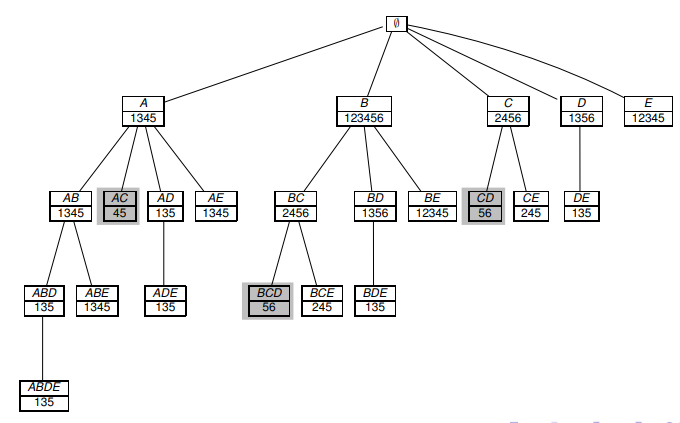 ∅
A B C D E
1345 123456 2456 1356 12345
AB AC AD AE BC BD BE CD CE DE
1345 45 135 1345 2456 1356 12345 56 245 135
ABD ABE ADE BCD BCE BDE
135 1345 135 56 245 135
ABDE
135